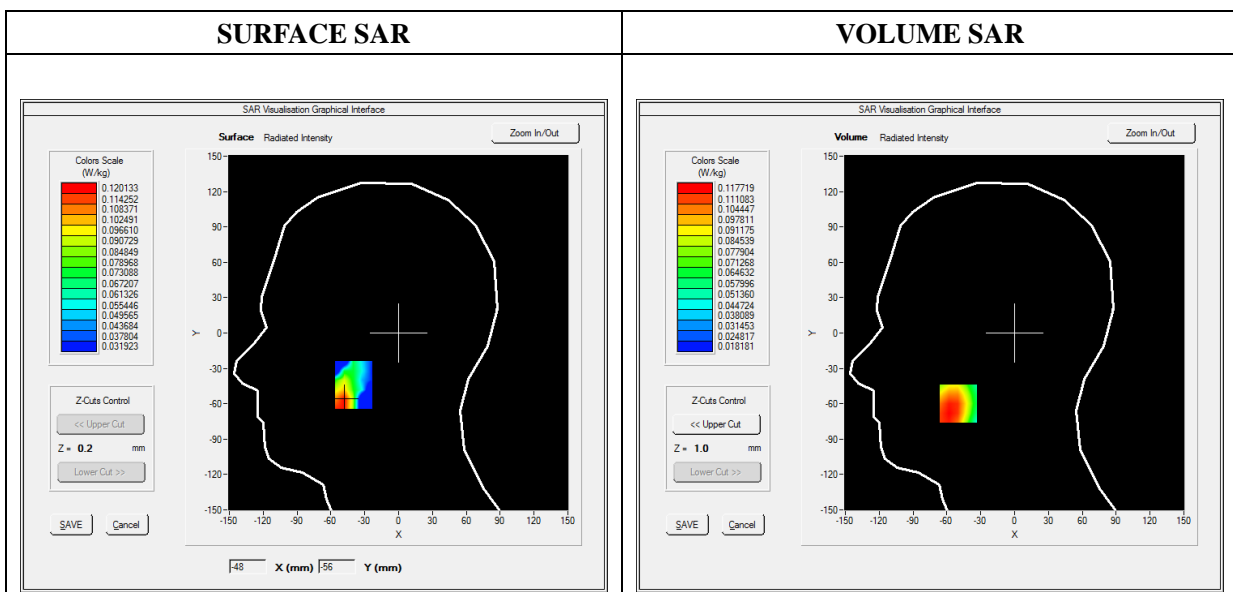 SURFACE SAR
VOLUME SAR
SAR Visualisation Graphical Interface
Surface Radiated Intensity
Zoom In/Out
Colors Scale
(W/kg)
0.120133
0.114252
0.108371
0.102491
0.096610
0.090729
0.084849
0.078968
0.073088
0.067207
0.061326
0.055446
0.049565
0.043684
0.037804
0.031923
Z-Cuts Control
<< Upper Cut
Z = 0.2 mm
Lower Cut >>
SAVE Cancel
150
120
90
60
30
0
-30
-60
-90
-120
-150
Y
-150 -120 -90 -60 -30 0 30 60 90 120 150
X
-48 X (mm) -56 Y (mm)
SAR Visualisation Graphical Interface
Volume Radiated Intensity
Zoom In/Out
Colors Scale
(W/kg)
0.117719
0.111083
0.104447
0.097811
0.091175
0.084539
0.077904
0.071268
0.064632
0.057996
0.051360
0.044724
0.038089
0.031453
0.024817
0.018181
Z-Cuts Control
<< Upper Cut
Z = 1.0 mm
Lower Cut >>
SAVE Cancel
150
120
90
60
30
0
-30
-60
-90
-120
-150
Y
-150 -120 -90 -60 -30 0 30 60 90 120 150
X